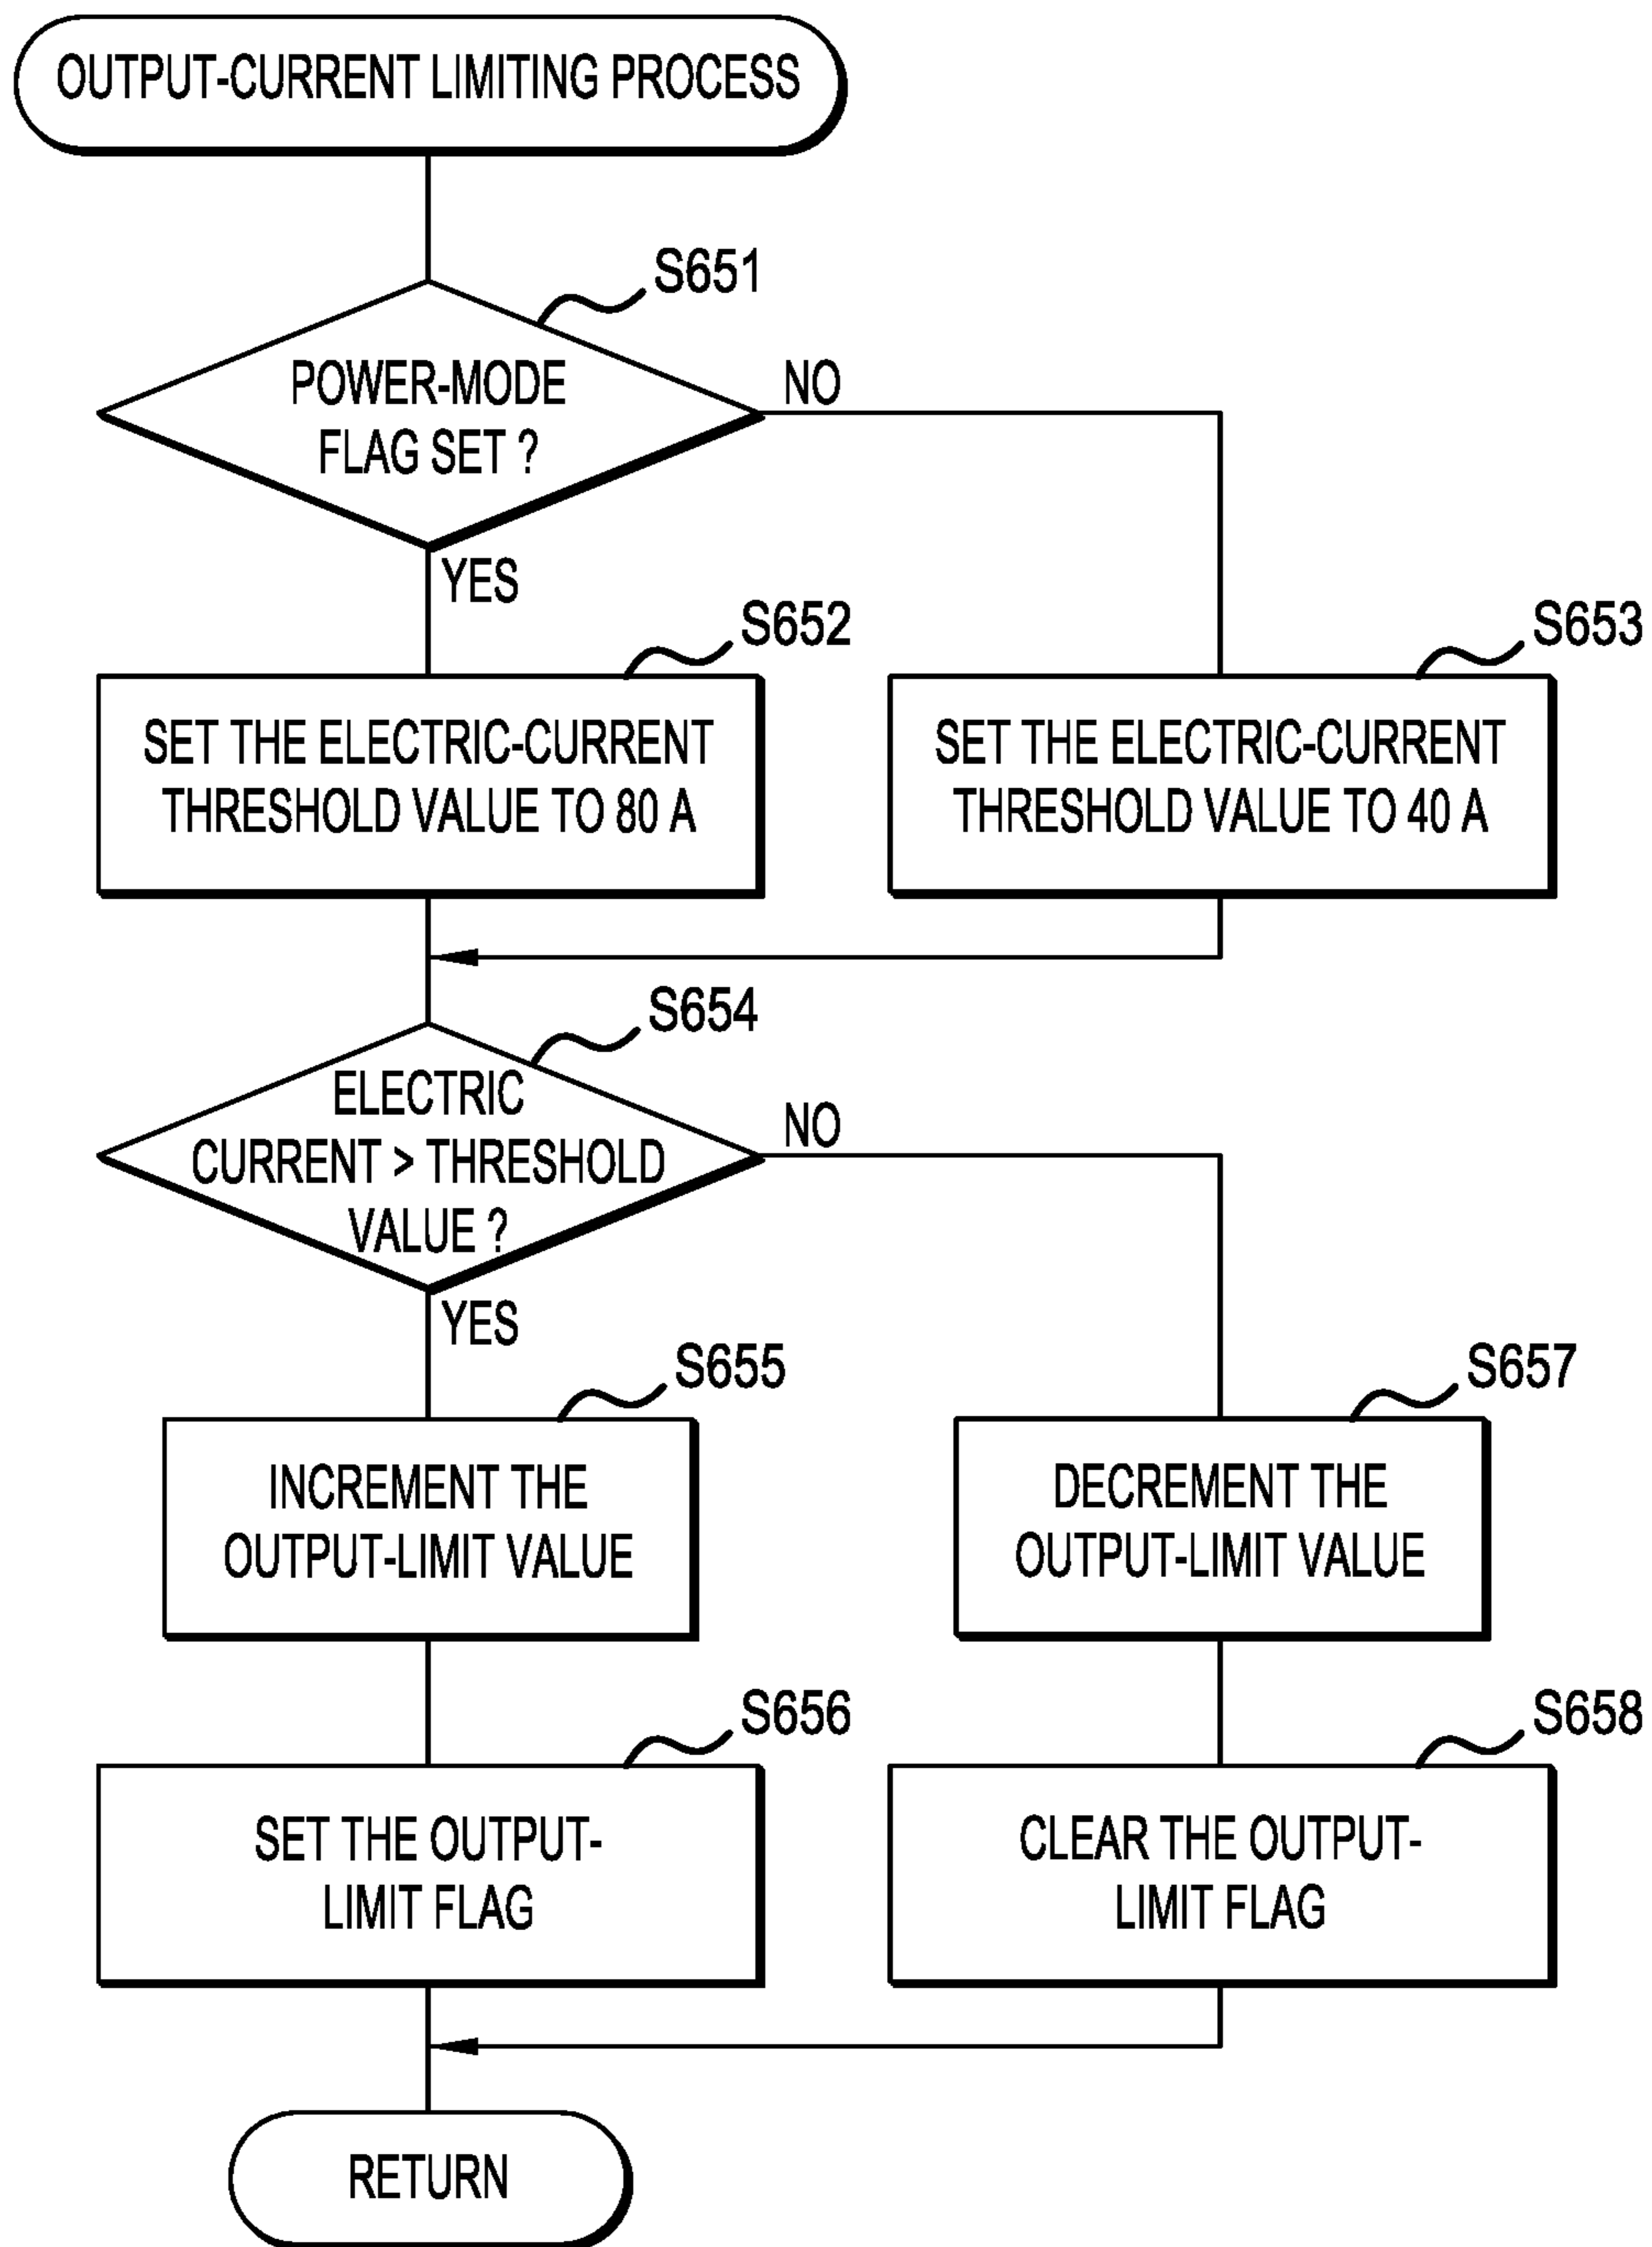 OUTPUT-CURRENT LIMITING PROCESS
S651
POWER-MODE
FLAG SET ?
NO
YES
S652
SET THE ELECTRIC-CURRENT
THRESHOLD VALUE TO 80 A
S653
SET THE ELECTRIC-CURRENT
THRESHOLD VALUE TO 40 A
S654
ELECTRIC
CURRENT > THRESHOLD
VALUE ?
NO
YES
S655
INCREMENT THE
OUTPUT-LIMIT VALUE
S657
DECREMENT THE
OUTPUT-LIMIT VALUE
S656
SET THE OUTPUT-
LIMIT FLAG
S658
CLEAR THE OUTPUT-
LIMIT FLAG
RETURN